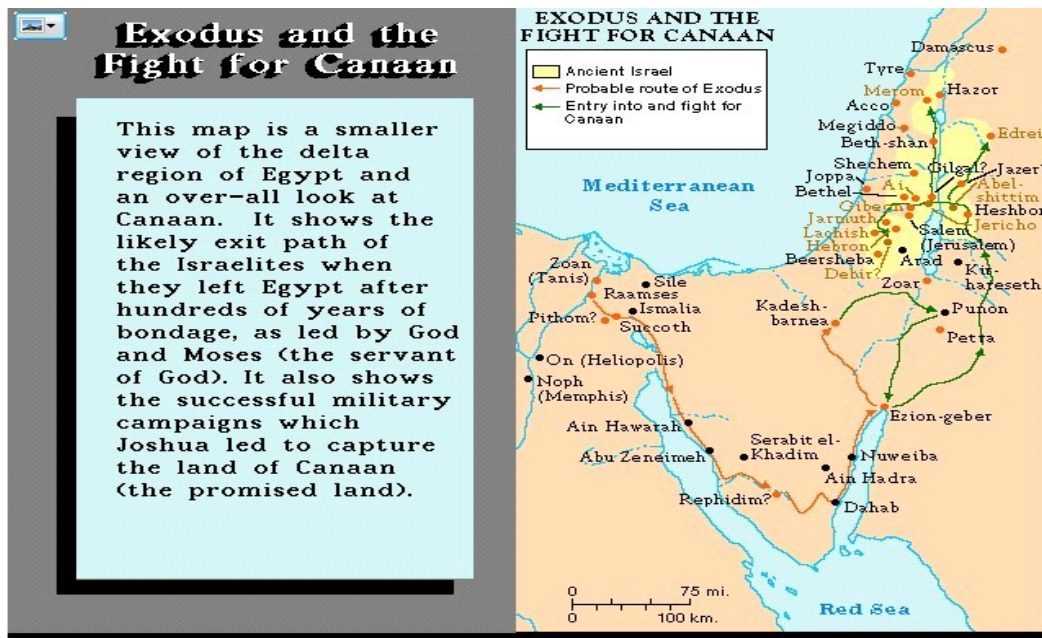 Exodus and the
Fight for Canaan
This map is a smaller
view of the delta
region of Egypt and
an over-all look at
Canaan. It shows the
likely exit path of
the Israelites when
they left Egypt after
hundreds of years of
bondage, as led by God
and Moses (the servant
of God). It also shows
the successful military
campaigns which
Joshua led to capture
the land of Canaan
(the promised land).
EXODUS AND THE
FIGHT FOR CANAAN
Ancient Israel
Probable route of Exodus
Entry into and fight for
Canaan
Damascus
Tyre
Merom
Hazor
Acco
Megiddo
Edrei
Beth-shan
Shechem
Gilgal?
Jazer?
Joppa
Ai
Abel-
shittim
Bethel
Mediterranean
Sea
Gibeon
Heshbon
Jarmuth
Jericho
Lachish
Salem
(Jerusalem)
Hebron
Beersheba
Arad
Debir?
Kir-
hareseth
Zoar
Zoan
(Tanis)
Sile
Raamses
Ismalia
Pithom?
Succoth
Kadesh-
barnea
Punon
Petra
On (Heliopolis)
Noph
(Memphis)
Ezion-geber
Ain Hawarah
Serabit el-
Khadim
Abu Zeneimeh
Nuweiba
Ain Hadra
Rephidim?
Dahab
0 75 mi.
0 100 km.
Red Sea